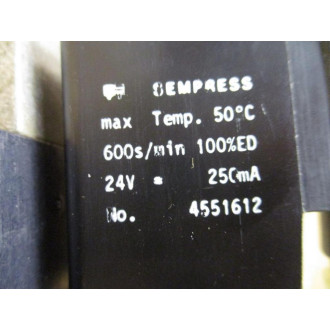 SEMPRESS
max Temp. 50°C
600s/min 100%ED
24V = 250mA
No. 4551612